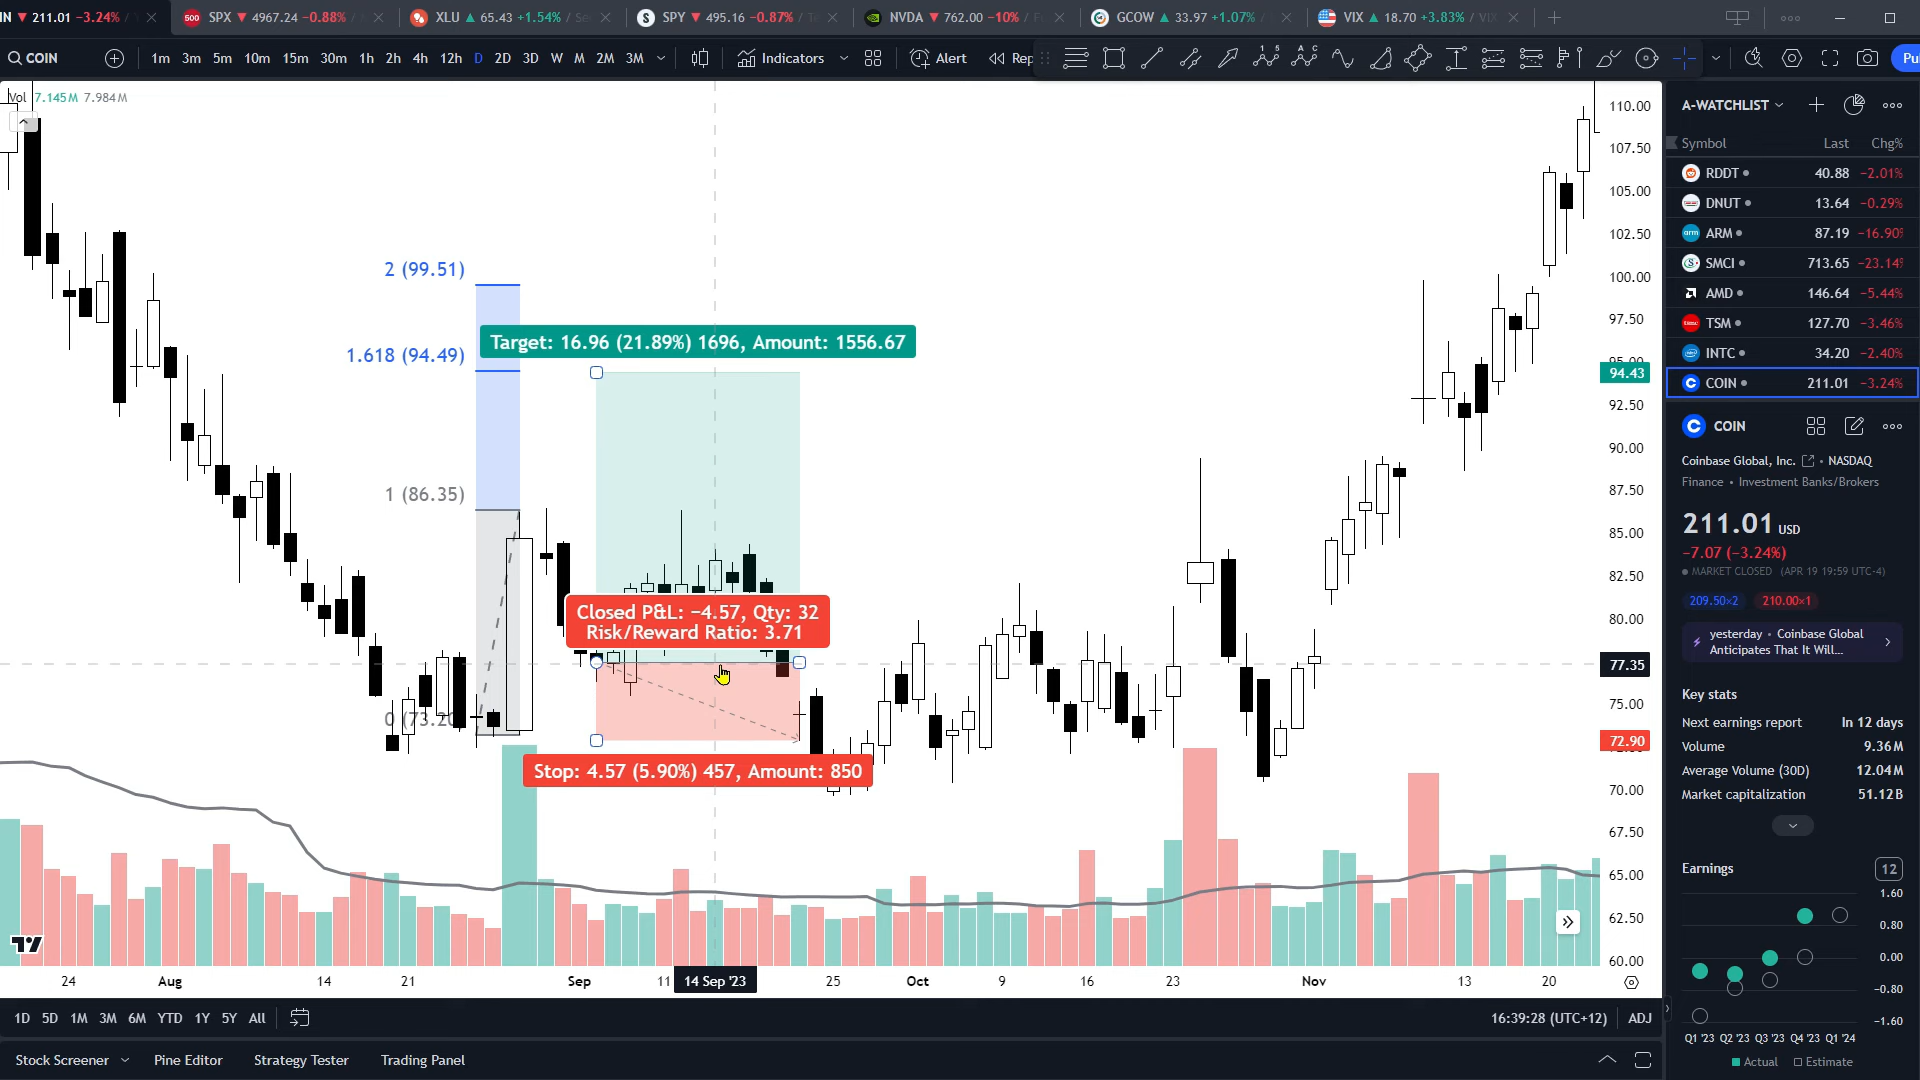 IN ▼ 211.01 −3.24% /
500 SPX ▼ 4967.24 −0.88% /
XLU ▲ 65.43 +1.54% / Se
S SPY ▼ 495.16 −0.87% / T
NVDA ▼ 762.00 −10% / F
GCOW ▲ 33.97 +1.07% /
VIX ▲ 18.70 +3.83% / VIX
COIN
1m 3m 5m 10m 15m 30m 1h 2h 4h 12h D 2D 3D W M 2M 3M
Indicators
Alert
Rep
Pu
Vol 7.145M 7.984M
2 (99.51)
1.618 (94.49)
1 (86.35)
0 (73.20
Target: 16.96 (21.89%) 1696, Amount: 1556.67
Closed P&L: −4.57, Qty: 32
Risk/Reward Ratio: 3.71
Stop: 4.57 (5.90%) 457, Amount: 850
110.00
107.50
105.00
102.50
100.00
97.50
95.00
94.43
92.50
90.00
87.50
85.00
82.50
80.00
77.35
75.00
72.90
70.00
67.50
65.00
62.50
60.00
24 Aug 14 21 Sep 11 14 Sep '23 25 Oct 9 16 23 Nov 13 20
1D 5D 1M 3M 6M YTD 1Y 5Y All
16:39:28 (UTC+12) ADJ
Stock Screener Pine Editor Strategy Tester Trading Panel
A-WATCHLIST
Symbol Last Chg%
RDDT 40.88 −2.01%
DNUT 13.64 −0.29%
arm ARM 87.19 −16.90%
SMCI 713.65 −23.14%
AMD 146.64 −5.44%
TSM 127.70 −3.46%
INTC 34.20 −2.40%
COIN 211.01 −3.24%
COIN
Coinbase Global, Inc. • NASDAQ
Finance • Investment Banks/Brokers
211.01 USD
−7.07 (−3.24%)
MARKET CLOSED (APR 19 19:59 UTC-4)
209.50×2 210.00×1
yesterday • Coinbase Global
Anticipates That It Will...
Key stats
Next earnings report In 12 days
Volume 9.36M
Average Volume (30D) 12.04M
Market capitalization 51.12B
Earnings 12
1.60
0.80
0.00
−0.80
−1.60
Q1 '23 Q2 '23 Q3 '23 Q4 '23 Q1 '24
Actual Estimate